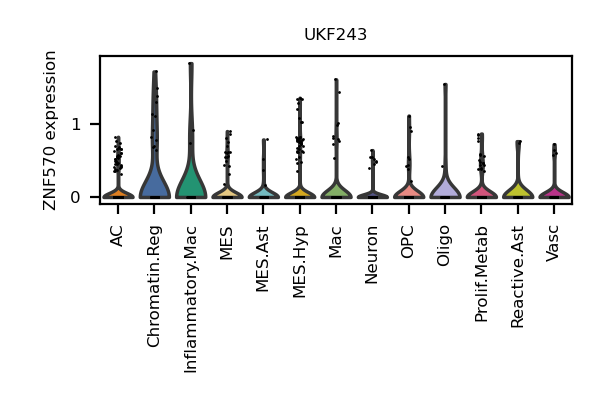 UKF243
ZNF570 expression
1
0
AC
Chromatin.Reg
Inflammatory.Mac
MES
MES.Ast
MES.Hyp
Mac
Neuron
OPC
Oligo
Prolif.Metab
Reactive.Ast
Vasc